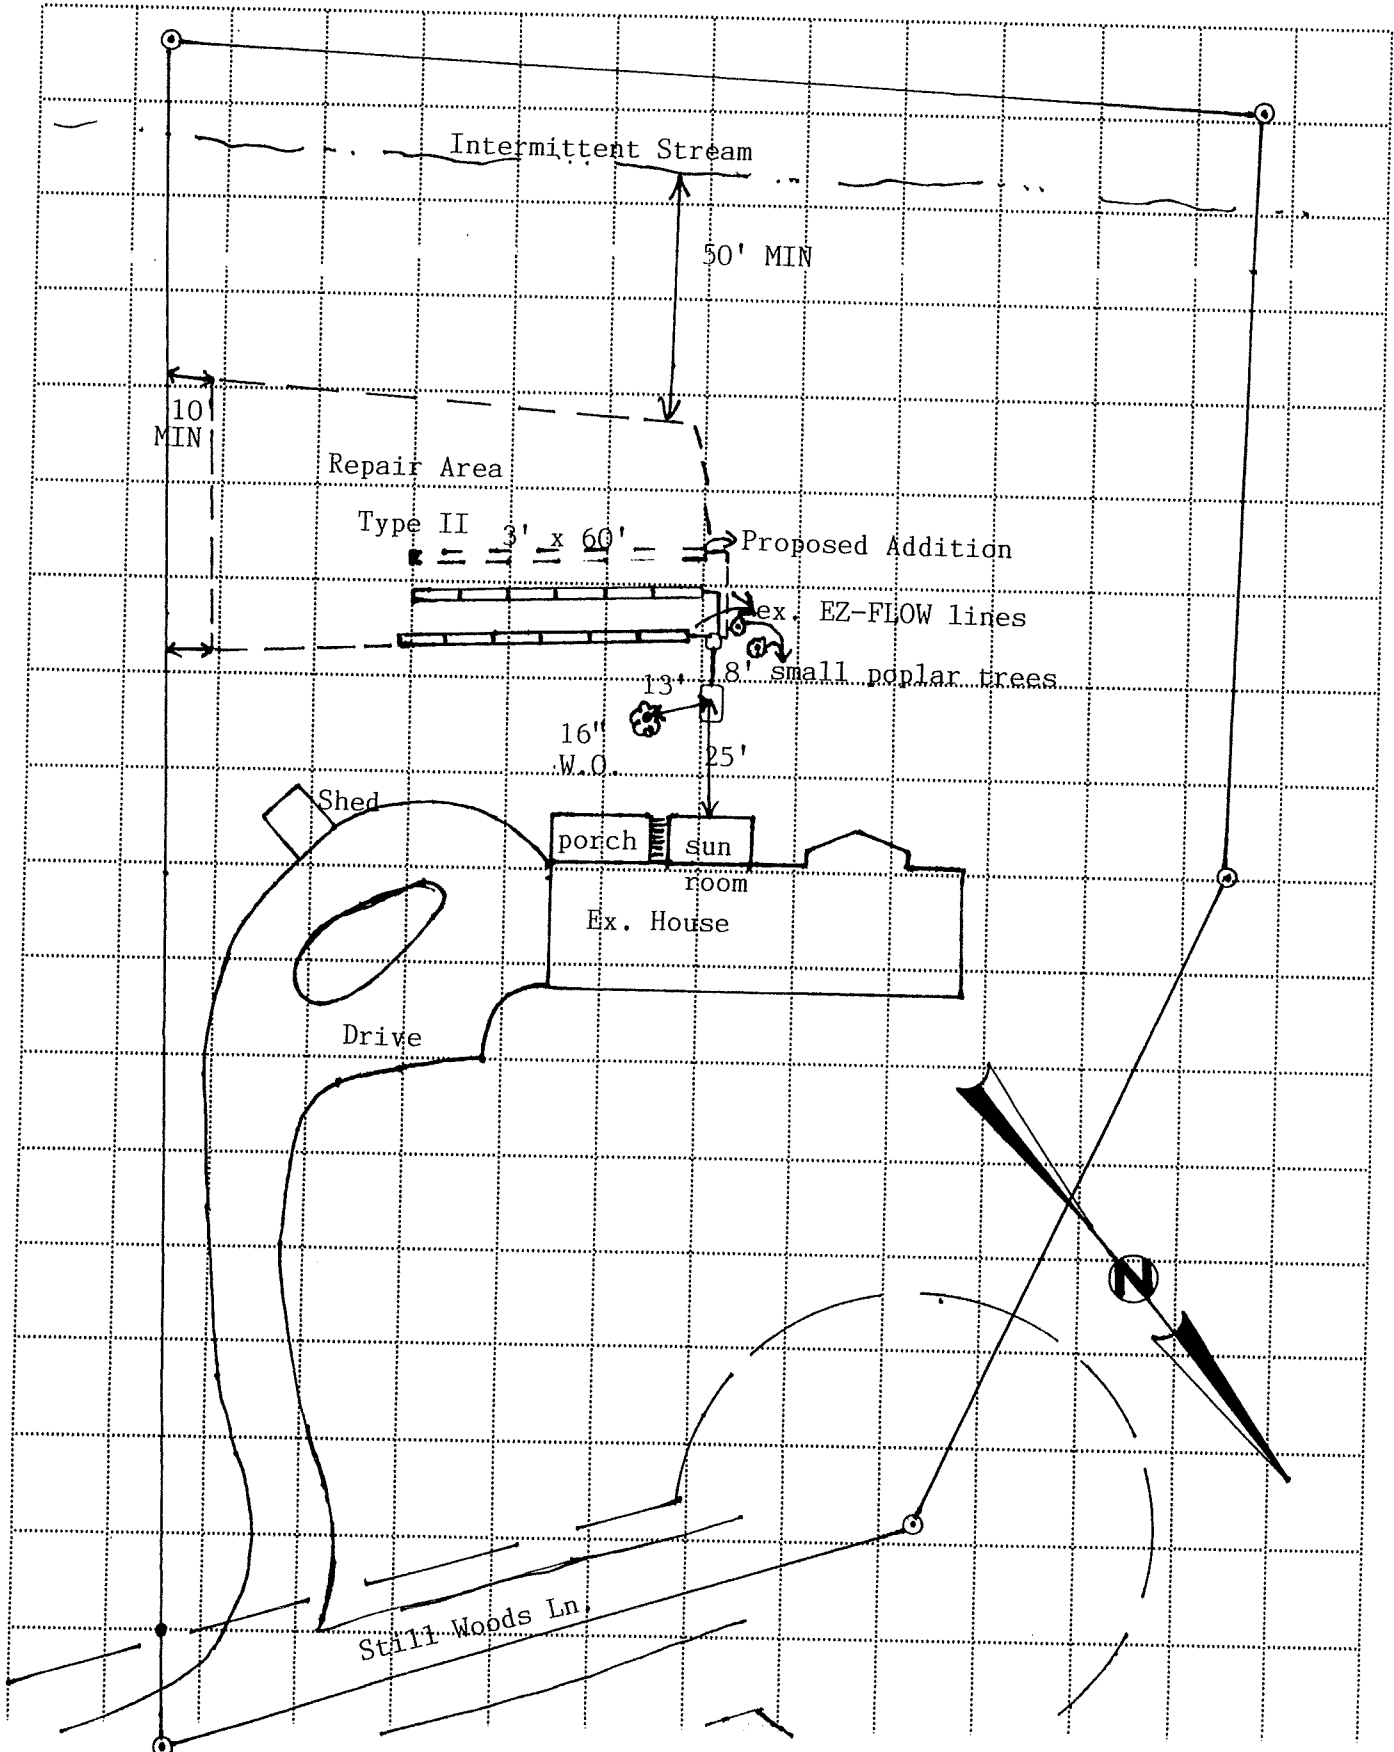 Intermittent Stream
50' MIN
10'
MIN
Repair Area
Type II 3' x 60'
Proposed Addition
ex. EZ-FLOW lines
8' small poplar trees
13'
16"
W.O.
25'
Shed
porch
sun
room
Ex. House
Drive
N
Still Woods Ln.